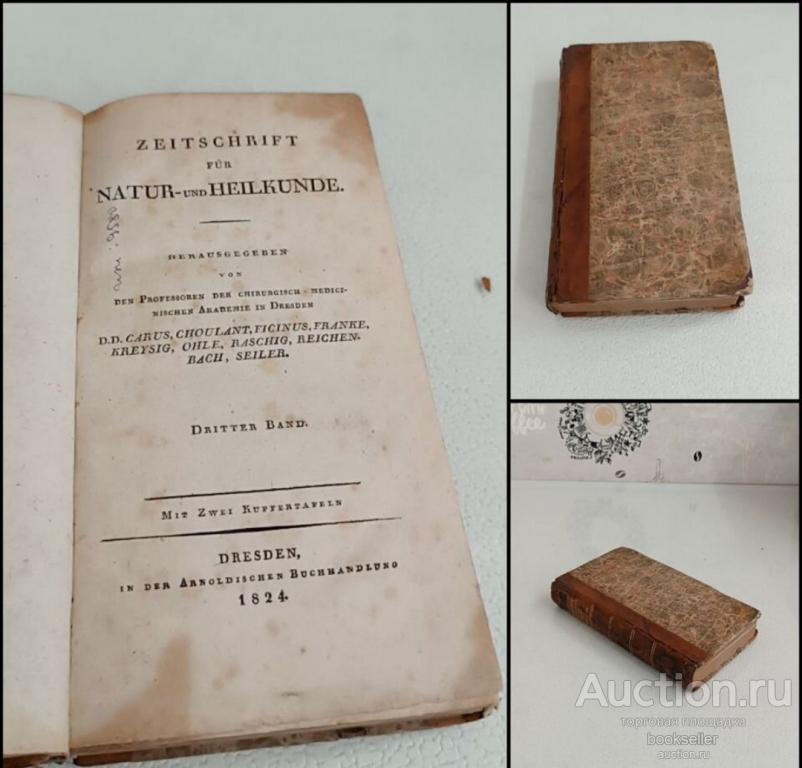 ZEITSCHRIFT
FÜR
NATUR- UND HEILKUNDE.
HERAUSGEGEBEN
VON
DEN PROFESSOREN DER CHIRURGISCH-MEDICI-
NISCHEN AKADEMIE IN DRESDEN
D.D. CARUS, CHOULANT, FICINUS, FRANKE,
KREYSIG, OHLE, RASCHIG, REICHEN-
BACH, SEILER.
DRITTER BAND.
MIT ZWEI KUPFERTAFELN
DRESDEN,
IN DER ARNOLDISCHEN BUCHHANDLUNG
1824.
Auction.ru
торговая площадка
bookseller
auction.ru